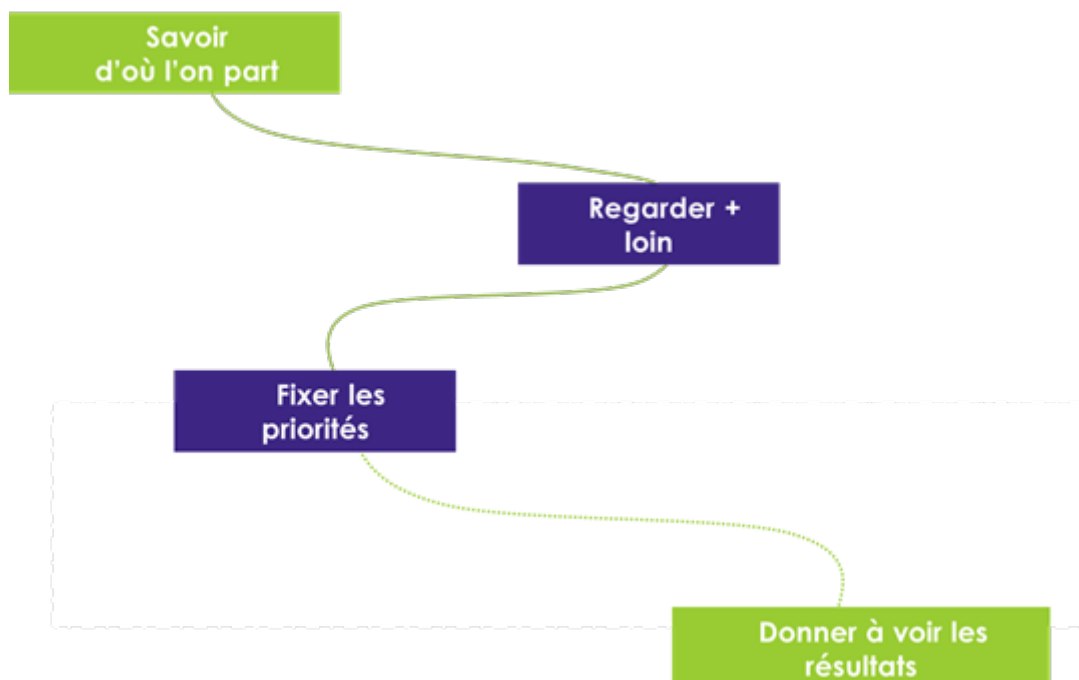 Savoir
d'où l'on part
Regarder +
loin
Fixer les
priorités
Donner à voir les
résultats